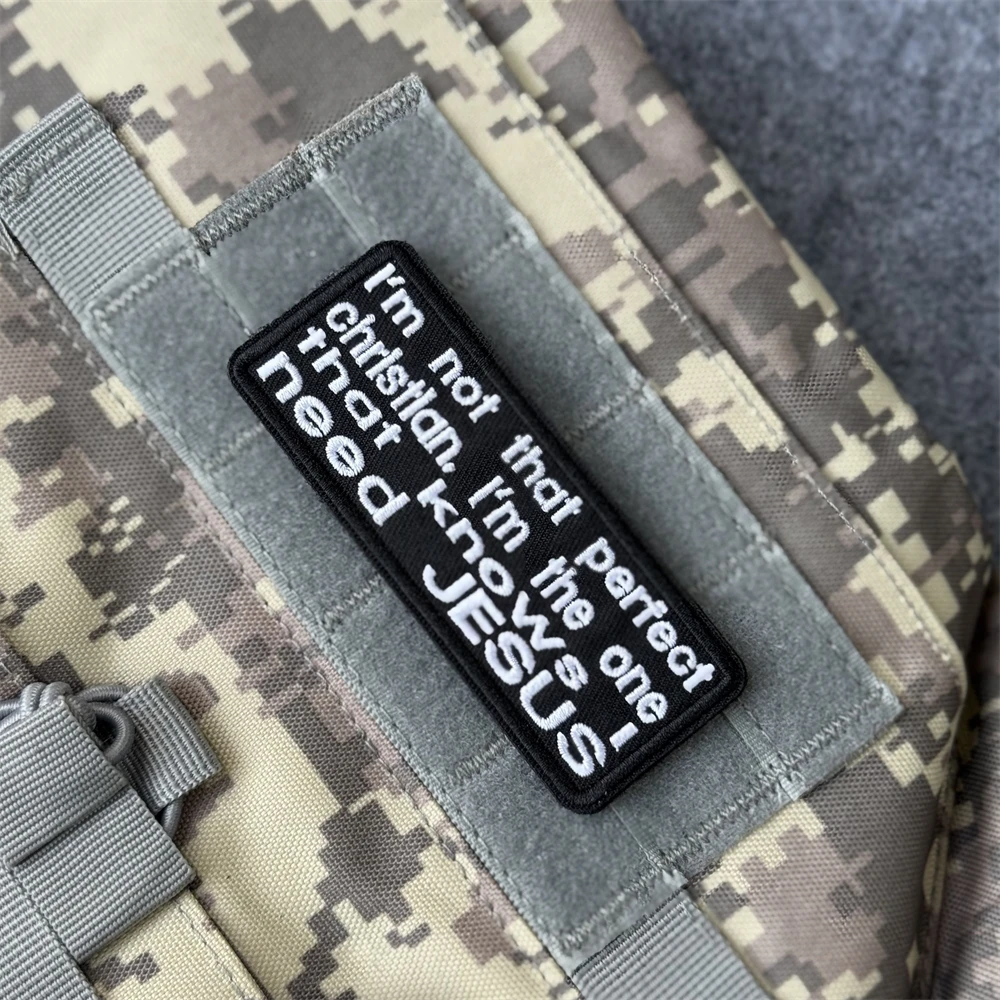 I'm not that perfect
christian. I'm the one
that knows I
need JESUS